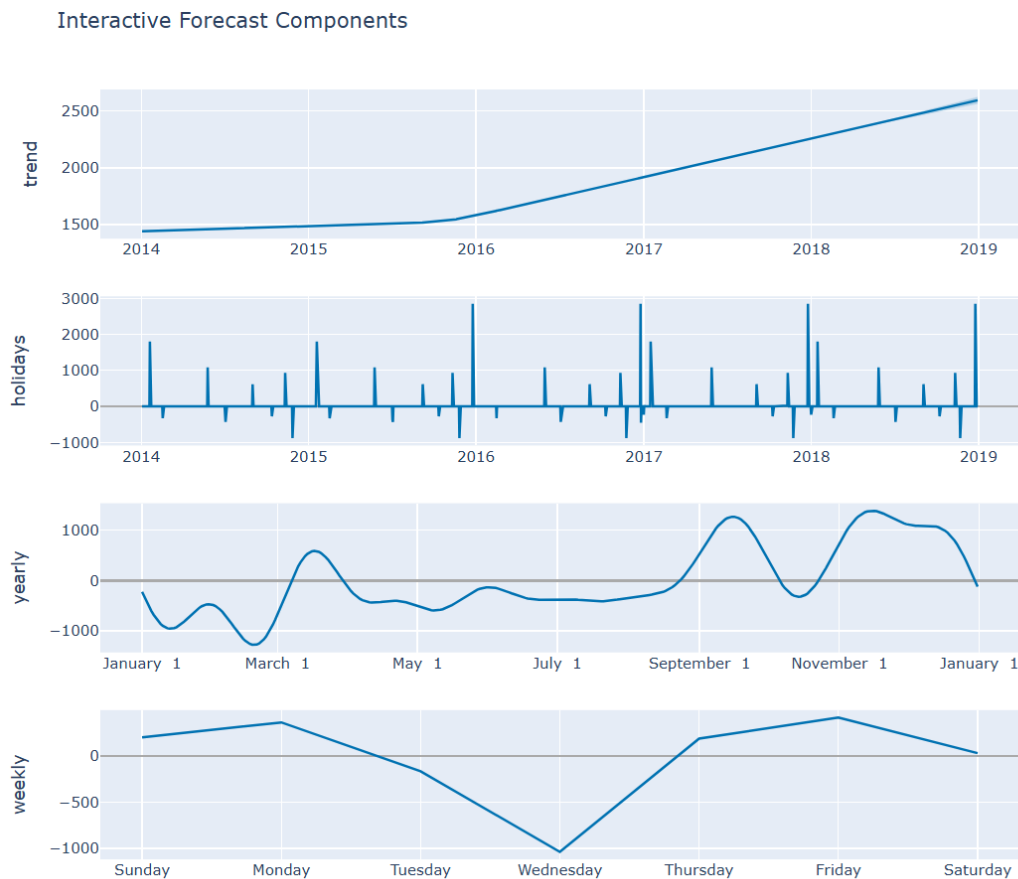 Interactive Forecast Components
trend
2500
2000
1500
2014 2015 2016 2017 2018 2019
holidays
3000
2000
1000
0
−1000
2014 2015 2016 2017 2018 2019
yearly
1000
0
−1000
January 1 March 1 May 1 July 1 September 1 November 1 January 1
weekly
0
−500
−1000
Sunday Monday Tuesday Wednesday Thursday Friday Saturday